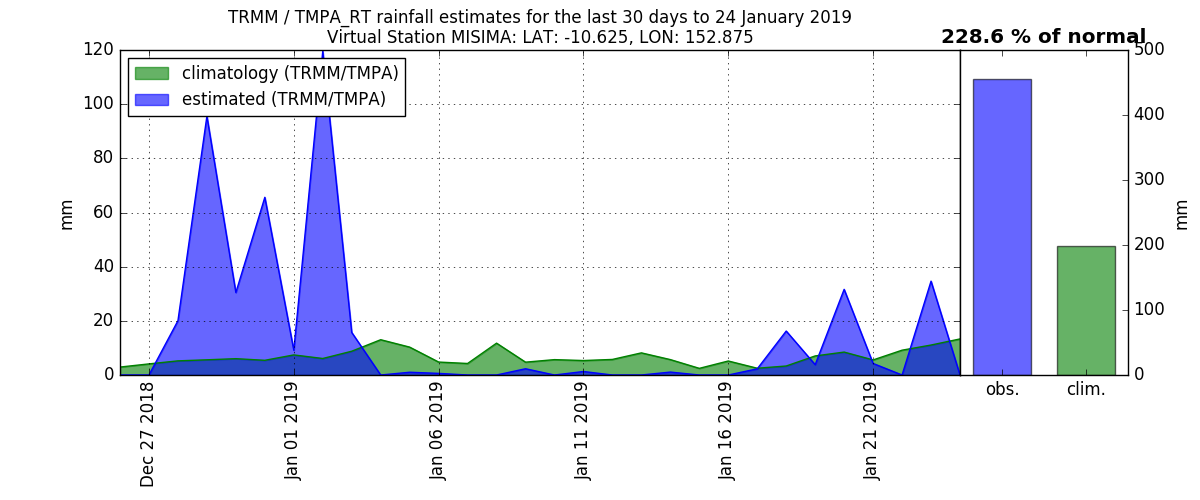 TRMM / TMPA_RT rainfall estimates for the last 30 days to 24 January 2019
Virtual Station MISIMA: LAT: -10.625, LON: 152.875
228.6 % of normal
climatology (TRMM/TMPA)
estimated (TRMM/TMPA)
120
100
80
60
40
20
0
mm
Dec 27 2018
Jan 01 2019
Jan 06 2019
Jan 11 2019
Jan 16 2019
Jan 21 2019
500
400
300
200
100
0
mm
obs.
clim.